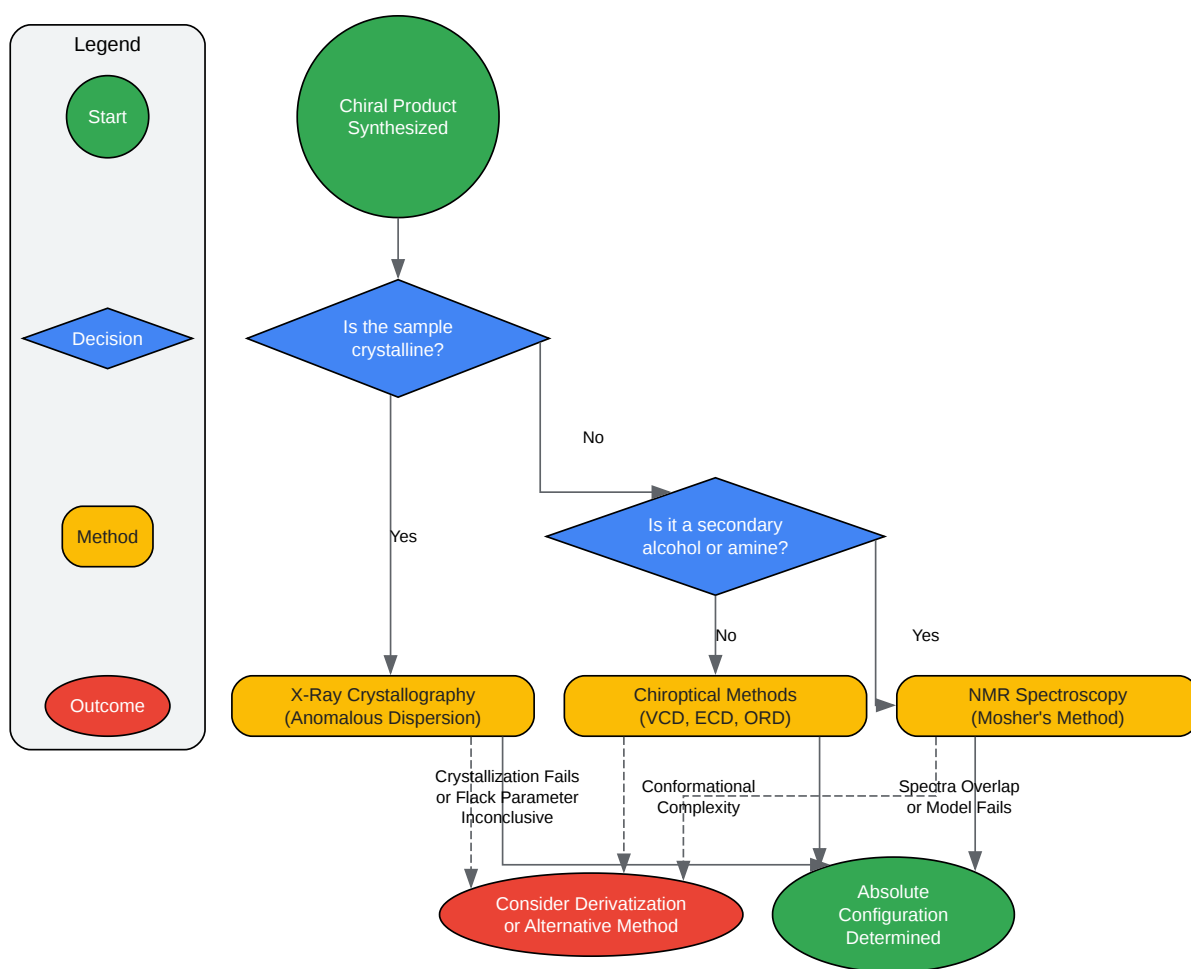 Legend
Start
Decision
Method
Outcome
Chiral Product
Synthesized
Is the sample
crystalline?
No
Yes
Is it a secondary
alcohol or amine?
No
Yes
X-Ray Crystallography
(Anomalous Dispersion)
Chiroptical Methods
(VCD, ECD, ORD)
NMR Spectroscopy
(Mosher's Method)
Crystallization Fails
or Flack Parameter
Inconclusive
Conformational
Complexity
Spectra Overlap
or Model Fails
Consider Derivatization
or Alternative Method
Absolute
Configuration
Determined